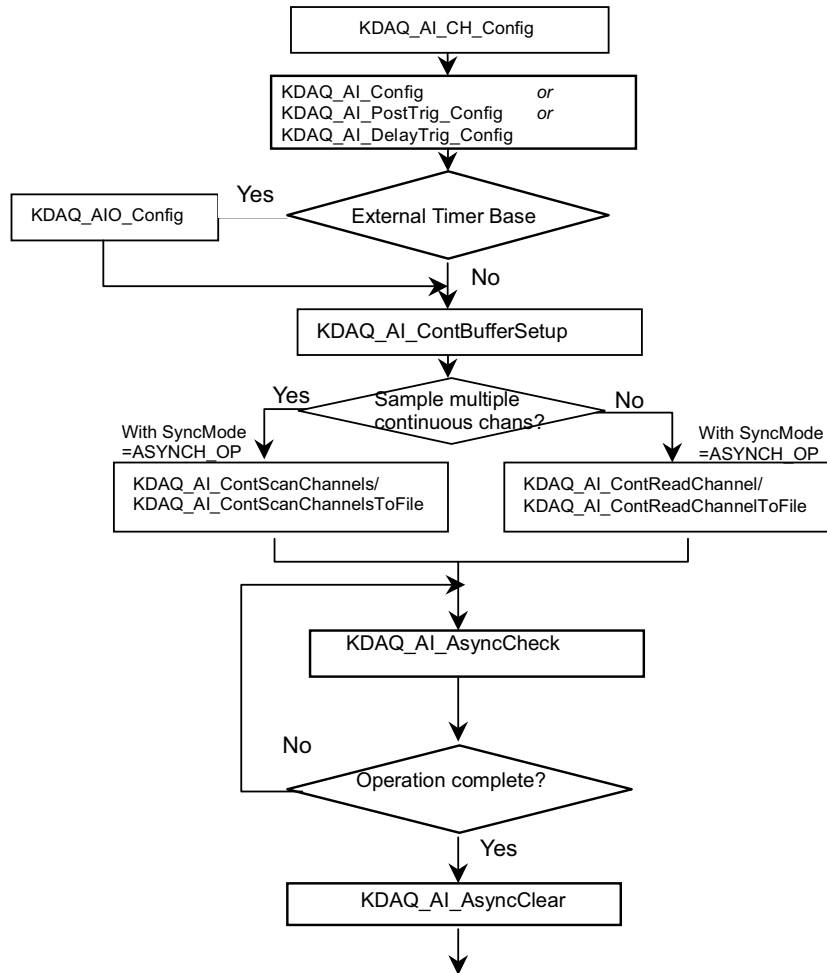 KDAQ_AI_CH_Config
KDAQ_AI_Config or
KDAQ_AI_PostTrig_Config or
KDAQ_AI_DelayTrig_Config
Yes
KDAQ_AIO_Config
External Timer Base
No
KDAQ_AI_ContBufferSetup
Yes
Sample multiple
continuous chans?
No
With SyncMode
=ASYNCH_OP
With SyncMode
=ASYNCH_OP
KDAQ_AI_ContScanChannels/
KDAQ_AI_ContScanChannelsToFile
KDAQ_AI_ContReadChannel/
KDAQ_AI_ContReadChannelToFile
KDAQ_AI_AsyncCheck
No
Operation complete?
Yes
KDAQ_AI_AsyncClear